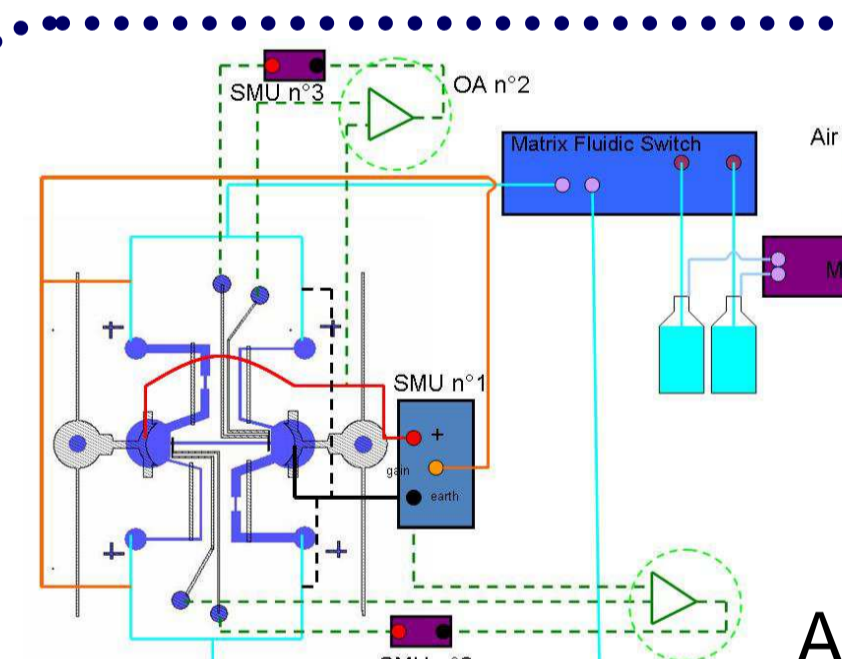 OA n°2
SMU n°3
Matrix Fluidic Switch
Air
M
SMU n°1
+
gain
earth
A